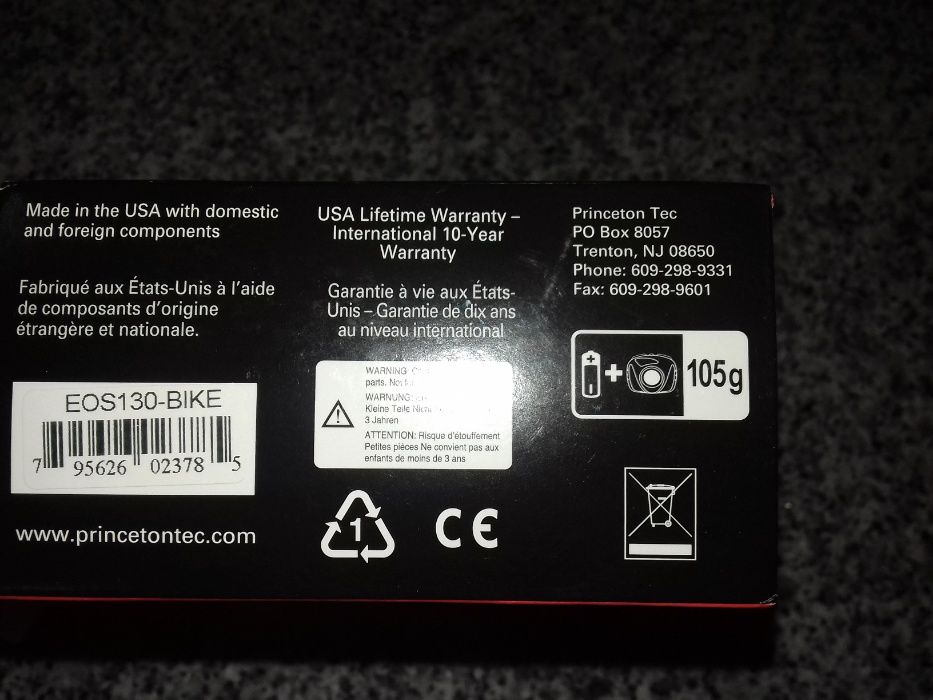 Made in the USA with domestic
and foreign components
Fabriqué aux États-Unis à l'aide
de composants d'origine
étrangère et nationale.
EOS130-BIKE
7 95626 02378 5
www.princetontec.com
USA Lifetime Warranty –
International 10-Year
Warranty
Garantie à vie aux États-
Unis – Garantie de dix ans
au niveau international
WARNING
parts.
WARNUNG:
Kleine Teile
3 Jahren
ATTENTION: Risque d'étouffement
Petites pièces Ne convient pas aux
enfants de moins de 3 ans
1
CE
Princeton Tec
PO Box 8057
Trenton, NJ 08650
Phone: 609-298-9331
Fax: 609-298-9601
105g